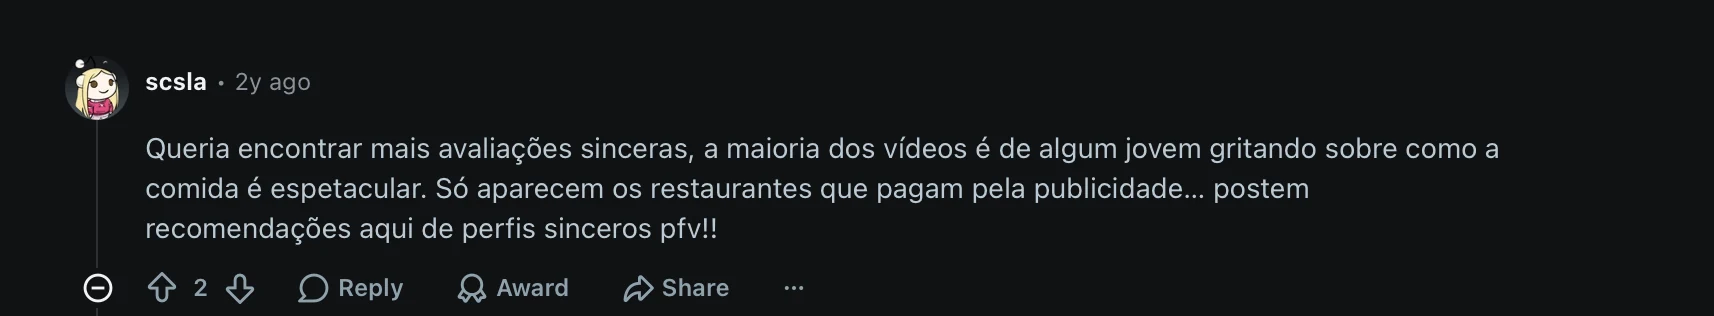 scsla • 2y ago
Queria encontrar mais avaliações sinceras, a maioria dos vídeos é de algum jovem gritando sobre como a
comida é espetacular. Só aparecem os restaurantes que pagam pela publicidade... postem
recomendações aqui de perfis sinceros pfv!!
2 Reply Award Share ...